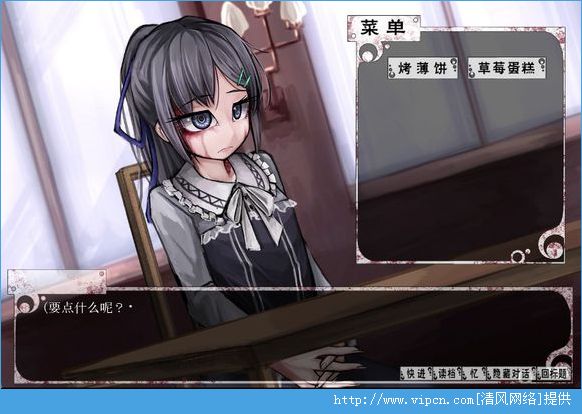 菜单
烤薄饼 草莓蛋糕
(要点什么呢？
快进 读档 忆 隐藏对话 回标题
http://www.vipcn.com[清风网络]提供